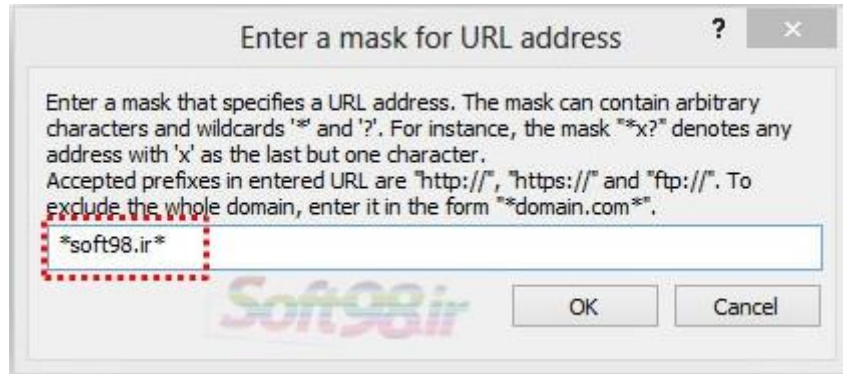 Enter a mask for URL address
?
×
Enter a mask that specifies a URL address. The mask can contain arbitrary
characters and wildcards '*' and '?'. For instance, the mask "*x?" denotes any
address with 'x' as the last but one character.
Accepted prefixes in entered URL are "http://", "https://" and "ftp://". To
exclude the whole domain, enter it in the form "*domain.com*".
*soft98.ir*
Soft98.ir
OK Cancel